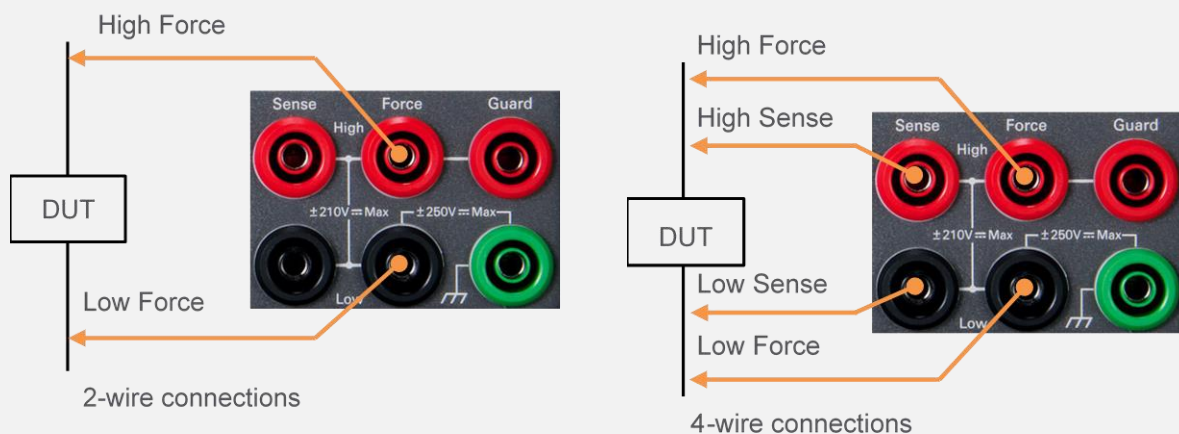 High Force
Sense Force Guard
High
DUT
±210V⎓Max ±250V⎓Max
Low Force
Low
2-wire connections
High Force
High Sense
Sense Force Guard
High
DUT
±210V⎓Max ±250V⎓Max
Low Sense
Low
Low Force
4-wire connections